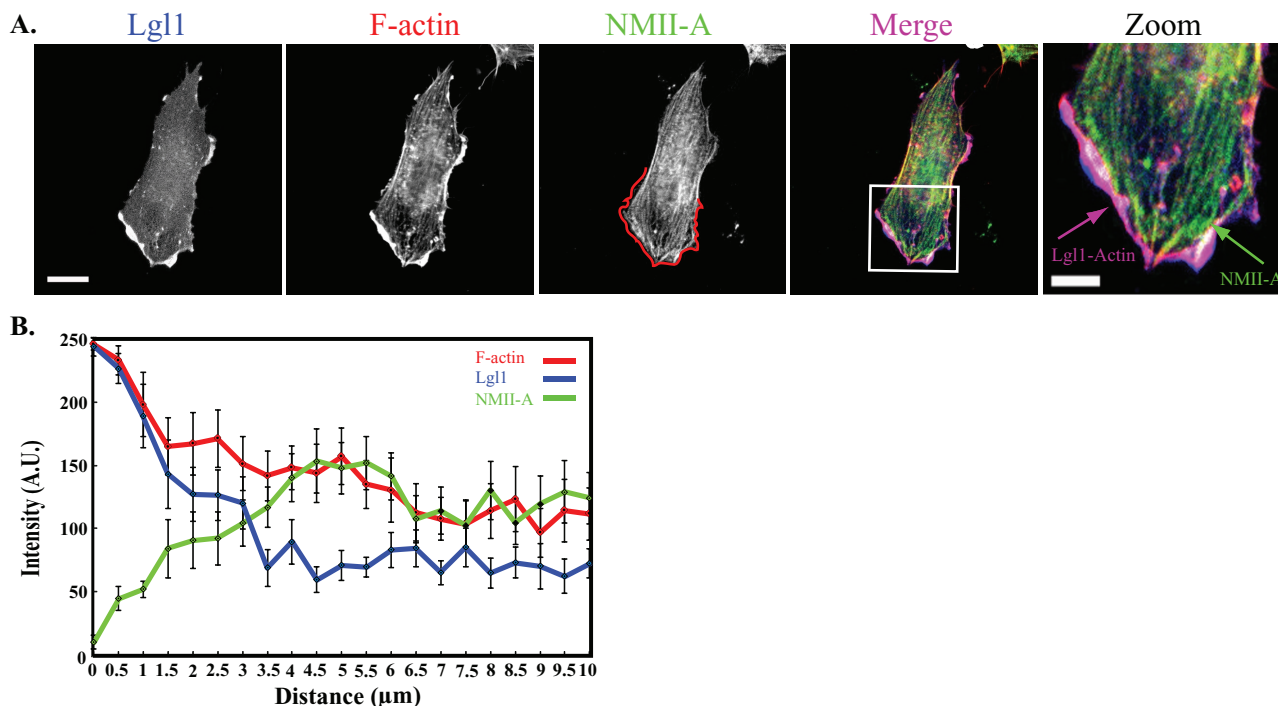 A. Lgl1 F-actin NMII-A Merge Zoom
Lgl1-Actin
NMII-A
B.
250
200
150
100
50
0
Intensity (A.U.)
F-actin
Lgl1
NMII-A
0 0.5 1 1.5 2 2.5 3 3.5 4 4.5 5 5.5 6 6.5 7 7.5 8 8.5 9 9.5 10
Distance (µm)